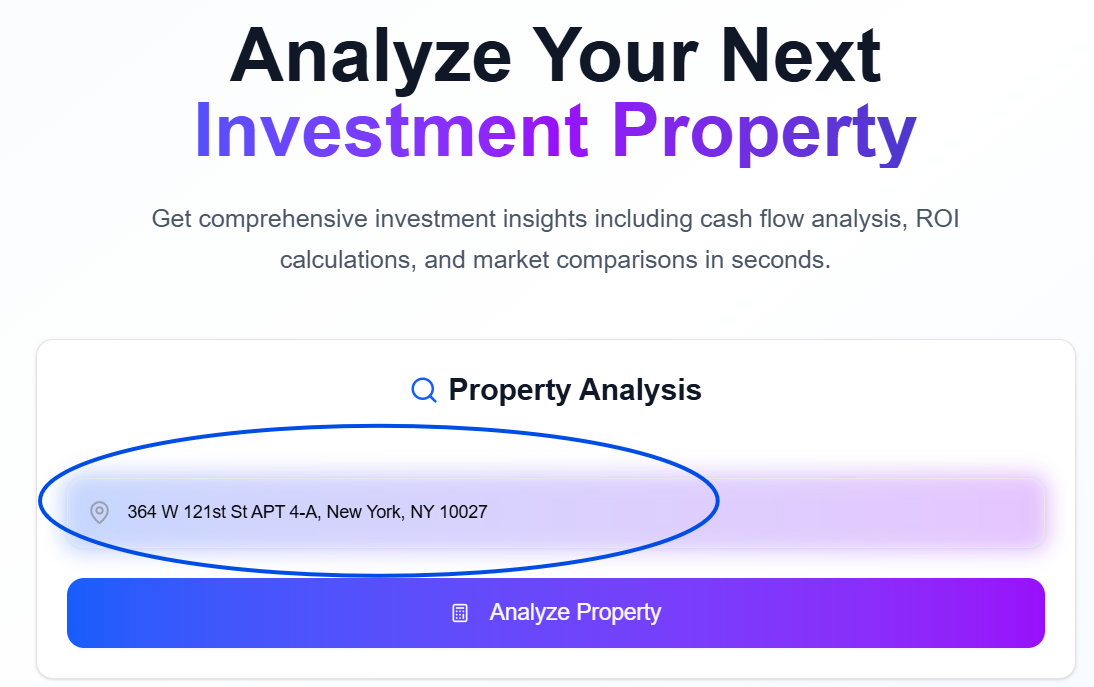 Analyze Your Next
Investment Property
Get comprehensive investment insights including cash flow analysis, ROI
calculations, and market comparisons in seconds.
Property Analysis
364 W 121st St APT 4-A, New York, NY 10027
Analyze Property